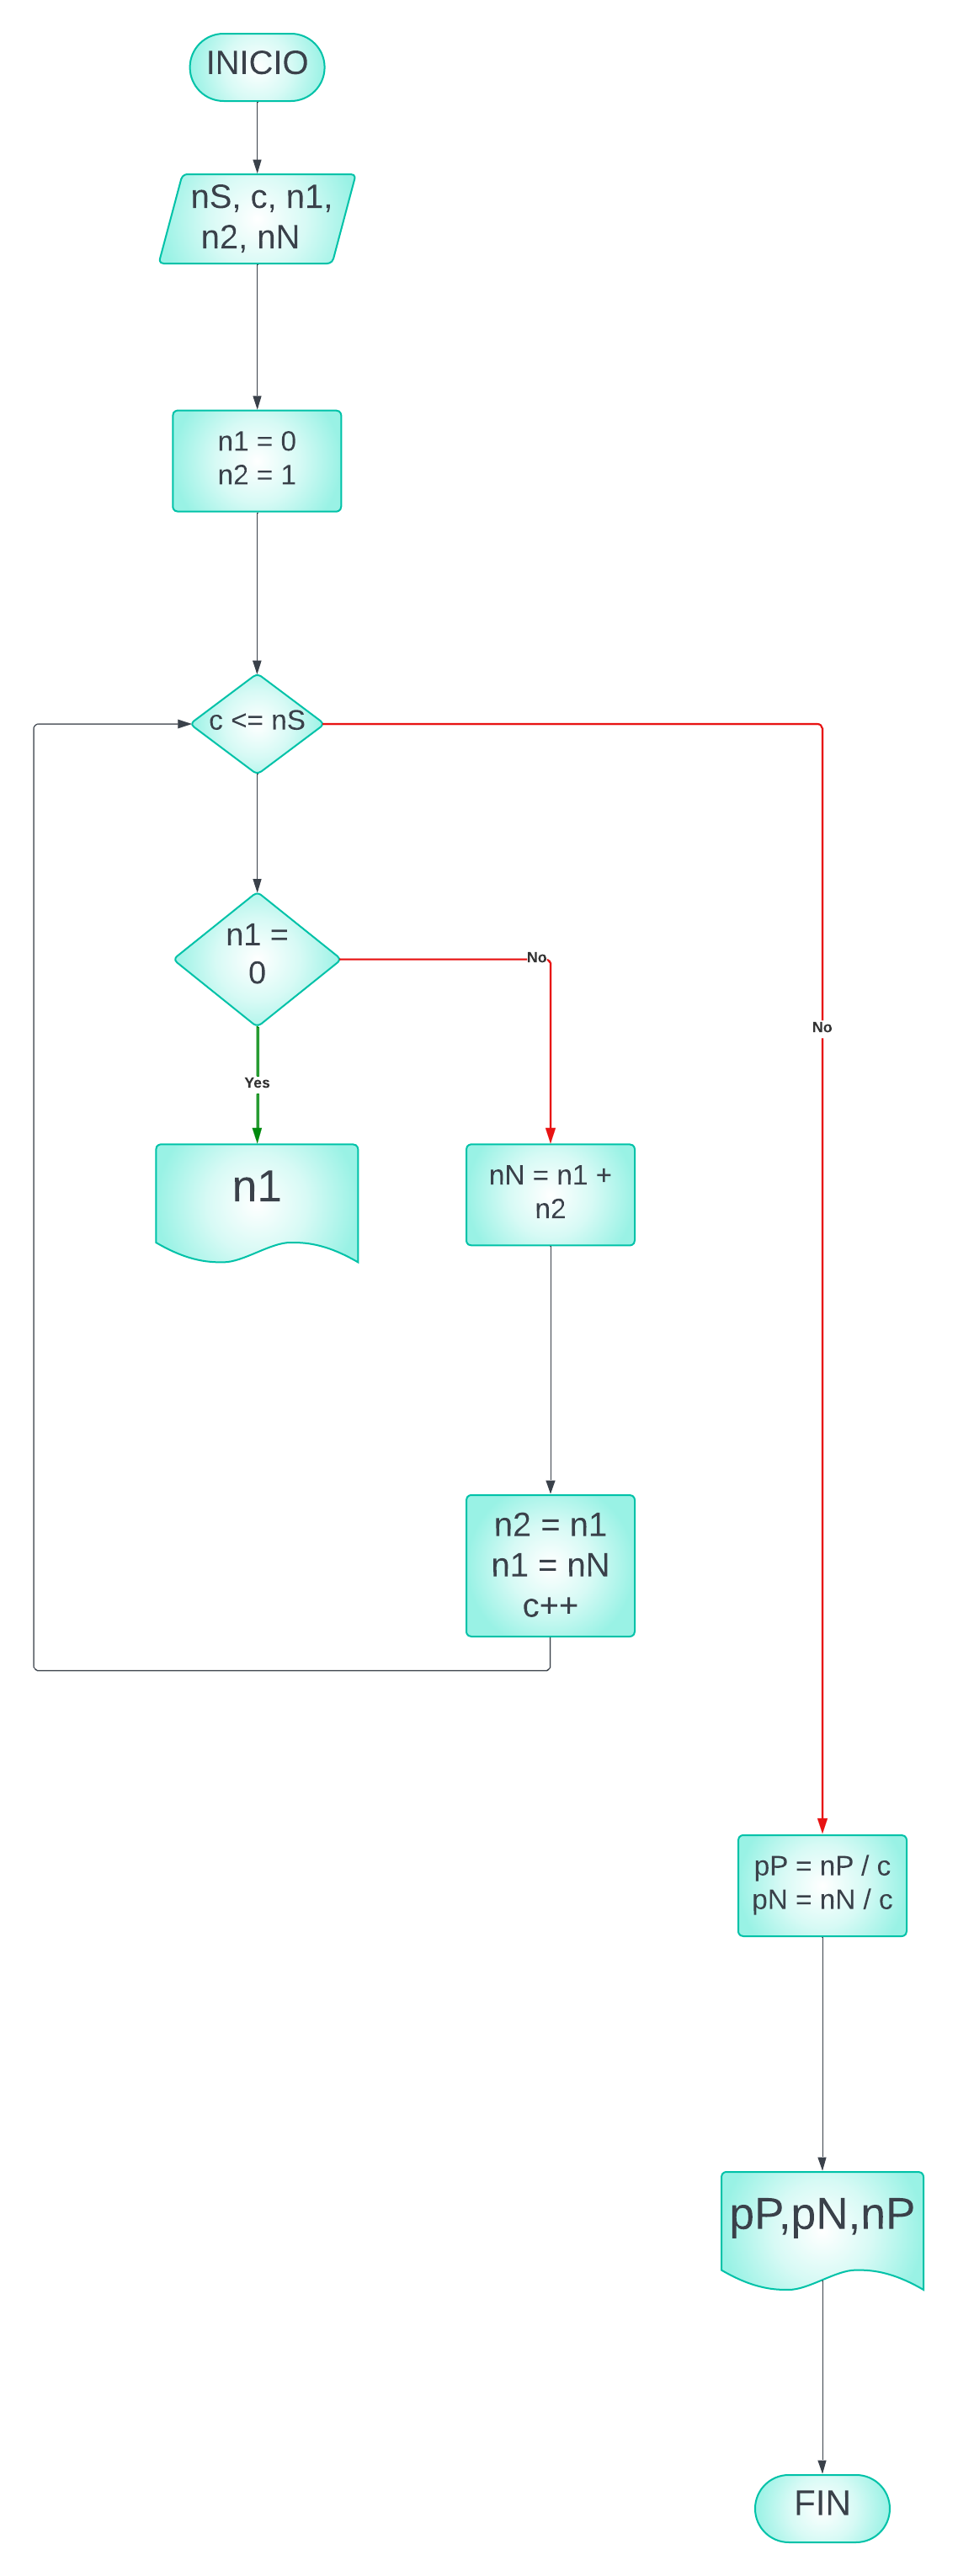 INICIO
nS, c, n1,
n2, nN
n1 = 0
n2 = 1
c <= nS
n1 =
0
No
No
Yes
n1
nN = n1 +
n2
n2 = n1
n1 = nN
c++
pP = nP / c
pN = nN / c
pP,pN,nP
FIN